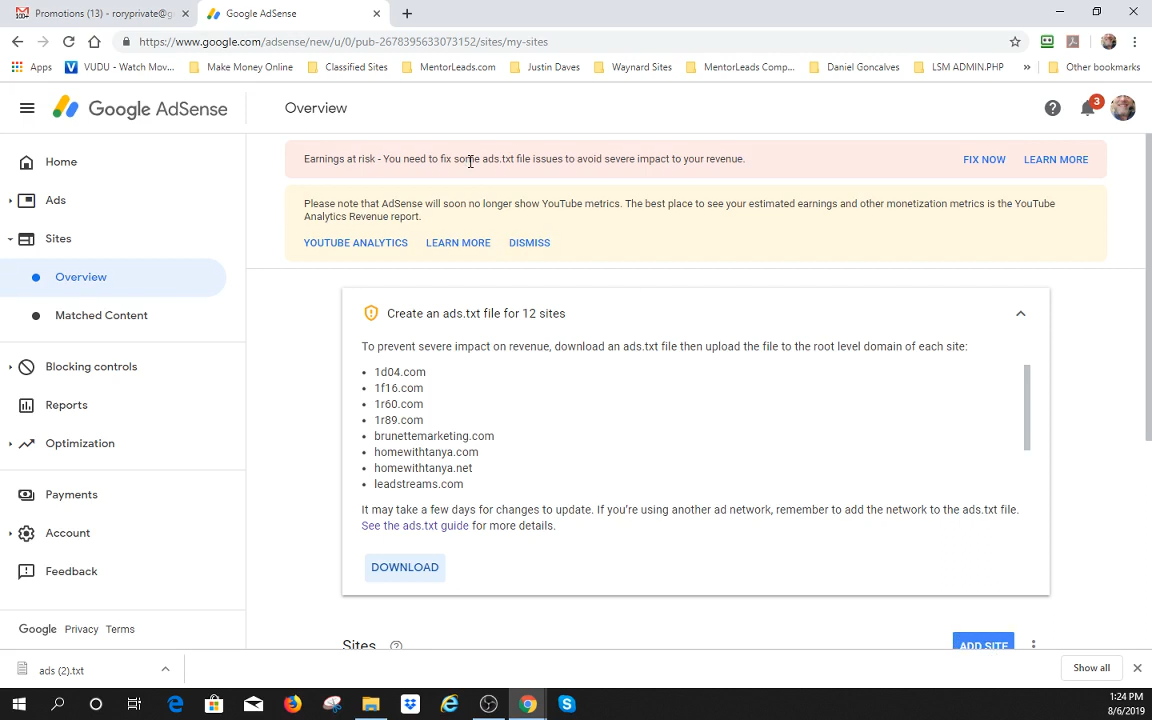 Promotions (13) - roryprivate@g
Google AdSense
https://www.google.com/adsense/new/u/0/pub-2678395633073152/sites/my-sites
Apps
VUDU - Watch Mov...
Make Money Online
Classified Sites
MentorLeads.com
Justin Daves
Waynard Sites
MentorLeads Comp...
Daniel Goncalves
LSM ADMIN.PHP
»
Other bookmarks
Google AdSense
Overview
3
Home
Ads
Sites
Overview
Matched Content
Blocking controls
Reports
Optimization
Payments
Account
Feedback
Google Privacy Terms
Earnings at risk - You need to fix some ads.txt file issues to avoid severe impact to your revenue.
FIX NOW
LEARN MORE
Please note that AdSense will soon no longer show YouTube metrics. The best place to see your estimated earnings and other monetization metrics is the YouTube
Analytics Revenue report.
YOUTUBE ANALYTICS
LEARN MORE
DISMISS
Create an ads.txt file for 12 sites
To prevent severe impact on revenue, download an ads.txt file then upload the file to the root level domain of each site:
• 1d04.com
• 1f16.com
• 1r60.com
• 1r89.com
• brunettemarketing.com
• homewithtanya.com
• homewithtanya.net
• leadstreams.com
It may take a few days for changes to update. If you're using another ad network, remember to add the network to the ads.txt file.
See the ads.txt guide for more details.
DOWNLOAD
Sites
ADD SITE
ads (2).txt
Show all
1:24 PM
8/6/2019